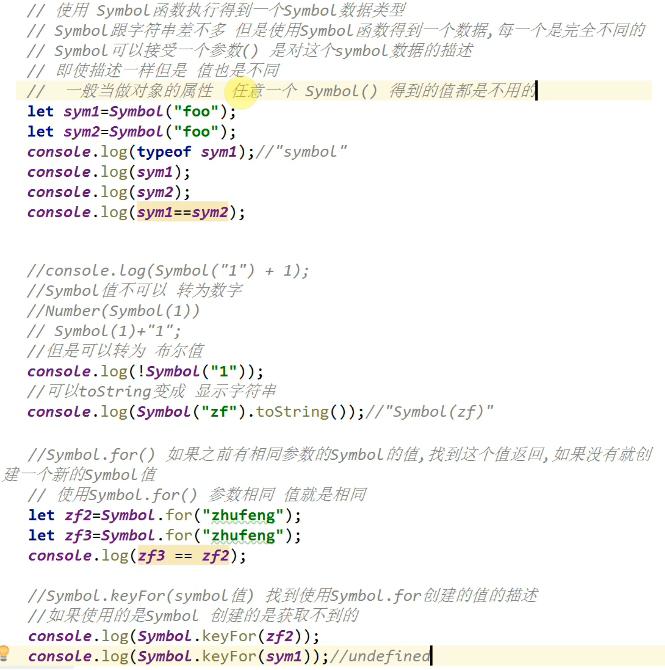 // 使用 Symbol函数执行得到一个Symbol数据类型
// Symbol跟字符串差不多 但是使用Symbol函数得到一个数据,每一个是完全不同的
// Symbol可以接受一个参数() 是对这个symbol数据的描述
// 即使描述一样但是 值也是不同
//  一般当做对象的属性  任意一个 Symbol() 得到的值都是不用的
let sym1=Symbol("foo");
let sym2=Symbol("foo");
console.log(typeof sym1);//"symbol"
console.log(sym1);
console.log(sym2);
console.log(sym1==sym2);
//console.log(Symbol("1") + 1);
//Symbol值不可以 转为数字
//Number(Symbol(1))
// Symbol(1)+"1";
//但是可以转为 布尔值
console.log(!Symbol("1"));
//可以toString变成 显示字符串
console.log(Symbol("zf").toString());//"Symbol(zf)"
//Symbol.for() 如果之前有相同参数的Symbol的值,找到这个值返回,如果没有就创
建一个新的Symbol值
// 使用Symbol.for() 参数相同 值就是相同
let zf2=Symbol.for("zhufeng");
let zf3=Symbol.for("zhufeng");
console.log(zf3 == zf2);
//Symbol.keyFor(symbol值) 找到使用Symbol.for创建的值的描述
//如果使用的是Symbol 创建的是获取不到的
console.log(Symbol.keyFor(zf2));
console.log(Symbol.keyFor(sym1));//undefined